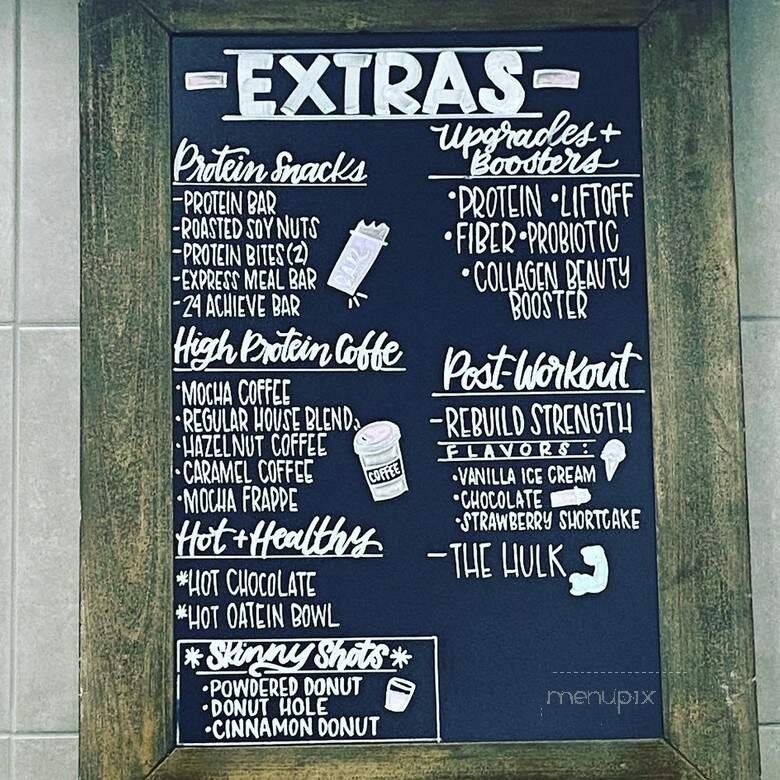 EXTRAS
Protein Snacks
-PROTEIN BAR
-ROASTED SOY NUTS
-PROTEIN BITES (2)
-EXPRESS MEAL BAR
-24 ACHIEVE BAR
BAR
High Protein Coffe
•MOCHA COFFEE
•REGULAR HOUSE BLEND
•HAZELNUT COFFEE
•CARAMEL COFFEE
•MOCHA FRAPPE
COFFEE
Hot + Healthy
*HOT CHOCOLATE
*HOT OATEIN BOWL
*Skinny Shots*
•POWDERED DONUT
•DONUT HOLE
•CINNAMON DONUT
Upgrades +
Boosters
•PROTEIN •LIFTOFF
•FIBER •PROBIOTIC
•COLLAGEN BEAUTY
BOOSTER
Post-Workout
-REBUILD STRENGTH
FLAVORS:
•VANILLA ICE CREAM
•CHOCOLATE
•STRAWBERRY SHORTCAKE
-THE HULK
menupix